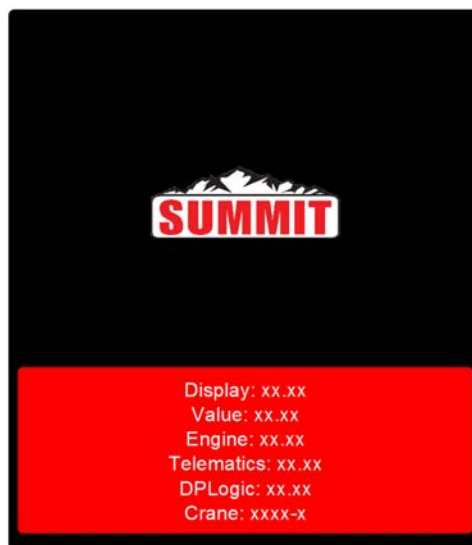 SUMMIT
Display: xx.xx
Value: xx.xx
Engine: xx.xx
Telematics: xx.xx
DPLogic: xx.xx
Crane: xxxx-x